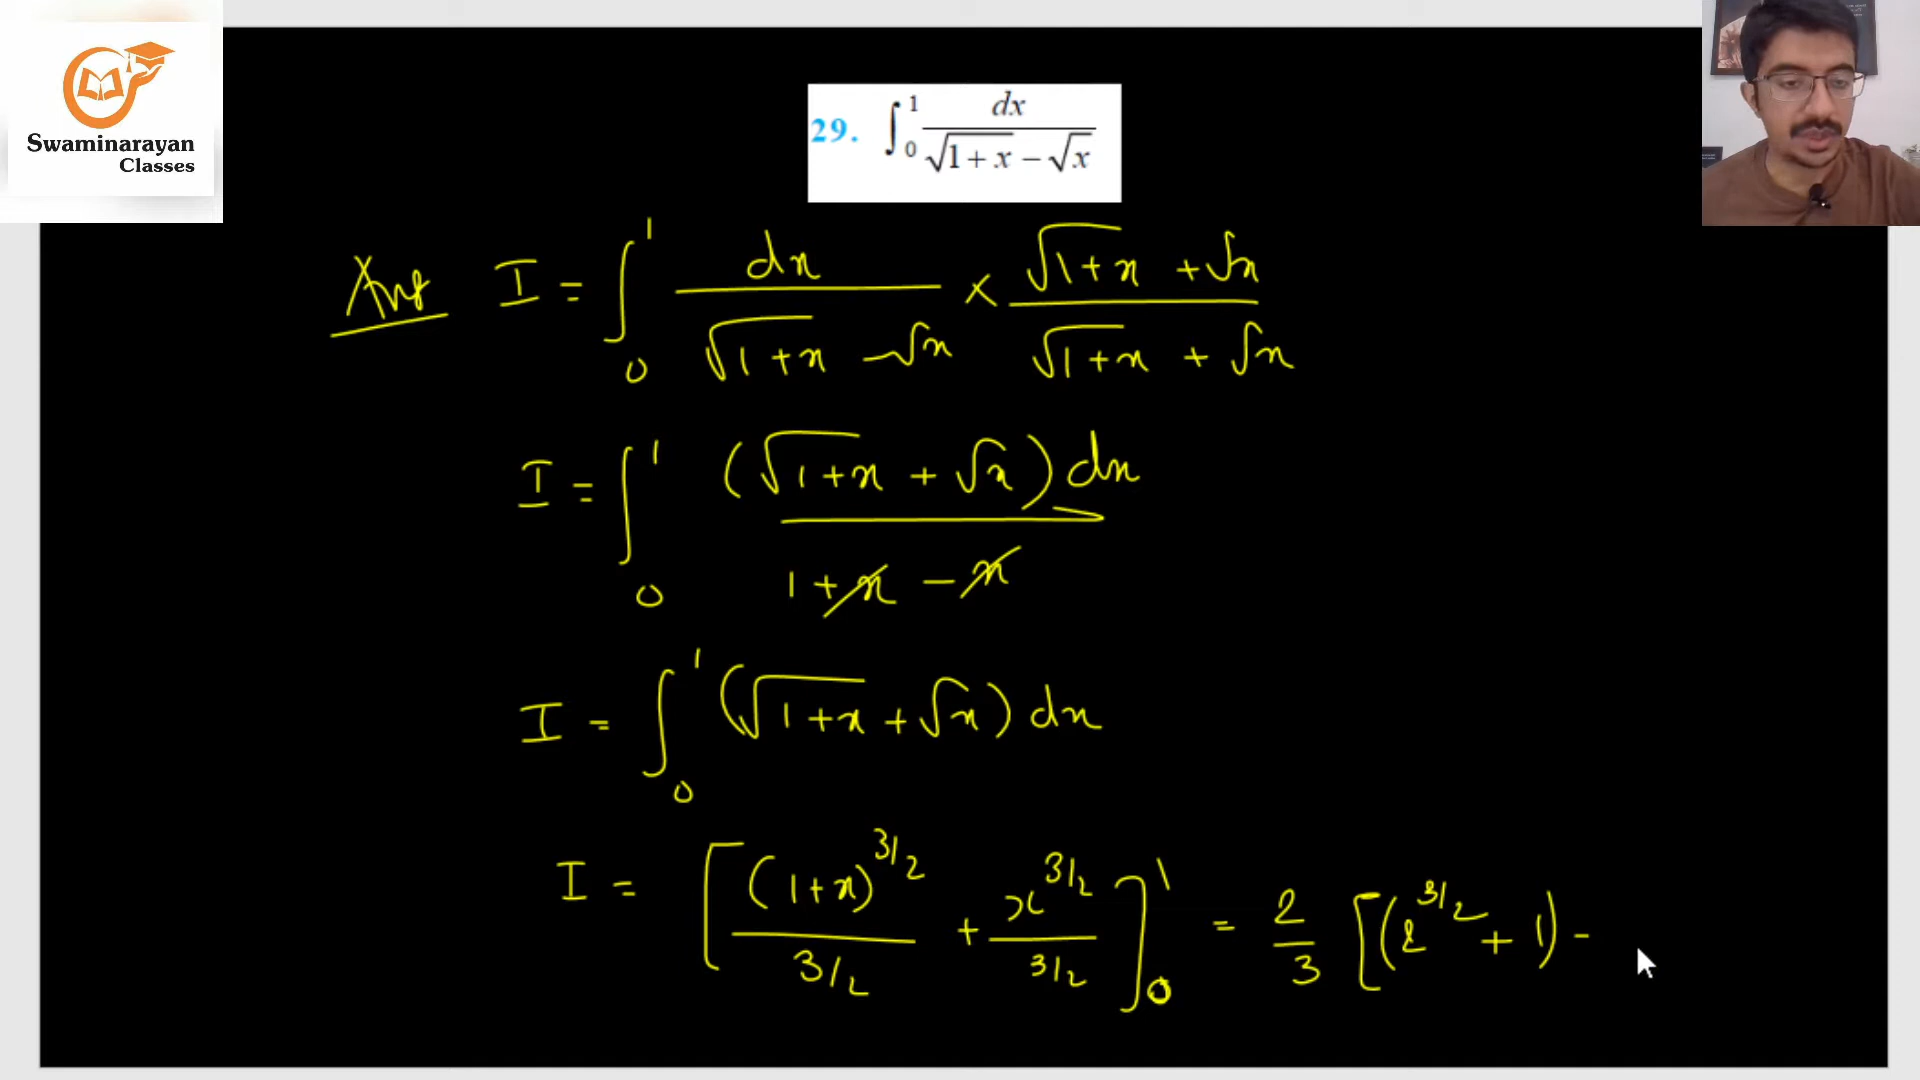 Swaminarayan
Classes
29. ∫₀¹ dx / (√(1+x) − √x)
Ans I = ∫₀¹ dx / (√(1+x) − √x) × (√(1+x) + √x) / (√(1+x) + √x)
I = ∫₀¹ (√(1+x) + √x) dx / (1 + x − x)
I = ∫₀¹ (√(1+x) + √x) dx
I = [ (1+x)^(3/2) / (3/2) + x^(3/2) / (3/2) ]₀¹ = 2/3 [ (2^(3/2) + 1) −